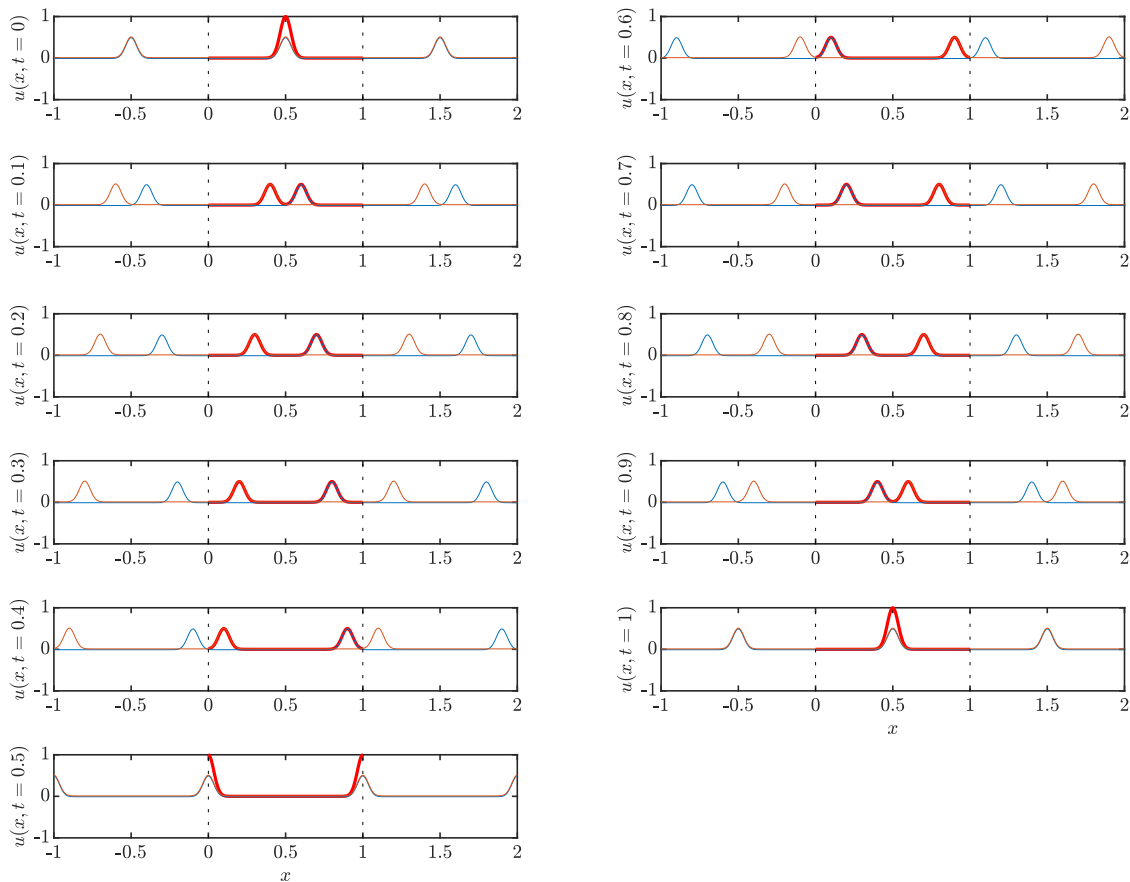 u(x, t = 0)
1
0
-1
-1 -0.5 0 0.5 1 1.5 2
u(x, t = 0.1)
1
0
-1
-1 -0.5 0 0.5 1 1.5 2
u(x, t = 0.2)
1
0
-1
-1 -0.5 0 0.5 1 1.5 2
u(x, t = 0.3)
1
0
-1
-1 -0.5 0 0.5 1 1.5 2
u(x, t = 0.4)
1
0
-1
-1 -0.5 0 0.5 1 1.5 2
u(x, t = 0.5)
1
0
-1
-1 -0.5 0 0.5 1 1.5 2
x
u(x, t = 0.6)
1
0
-1
-1 -0.5 0 0.5 1 1.5 2
u(x, t = 0.7)
1
0
-1
-1 -0.5 0 0.5 1 1.5 2
u(x, t = 0.8)
1
0
-1
-1 -0.5 0 0.5 1 1.5 2
u(x, t = 0.9)
1
0
-1
-1 -0.5 0 0.5 1 1.5 2
u(x, t = 1)
1
0
-1
-1 -0.5 0 0.5 1 1.5 2
x